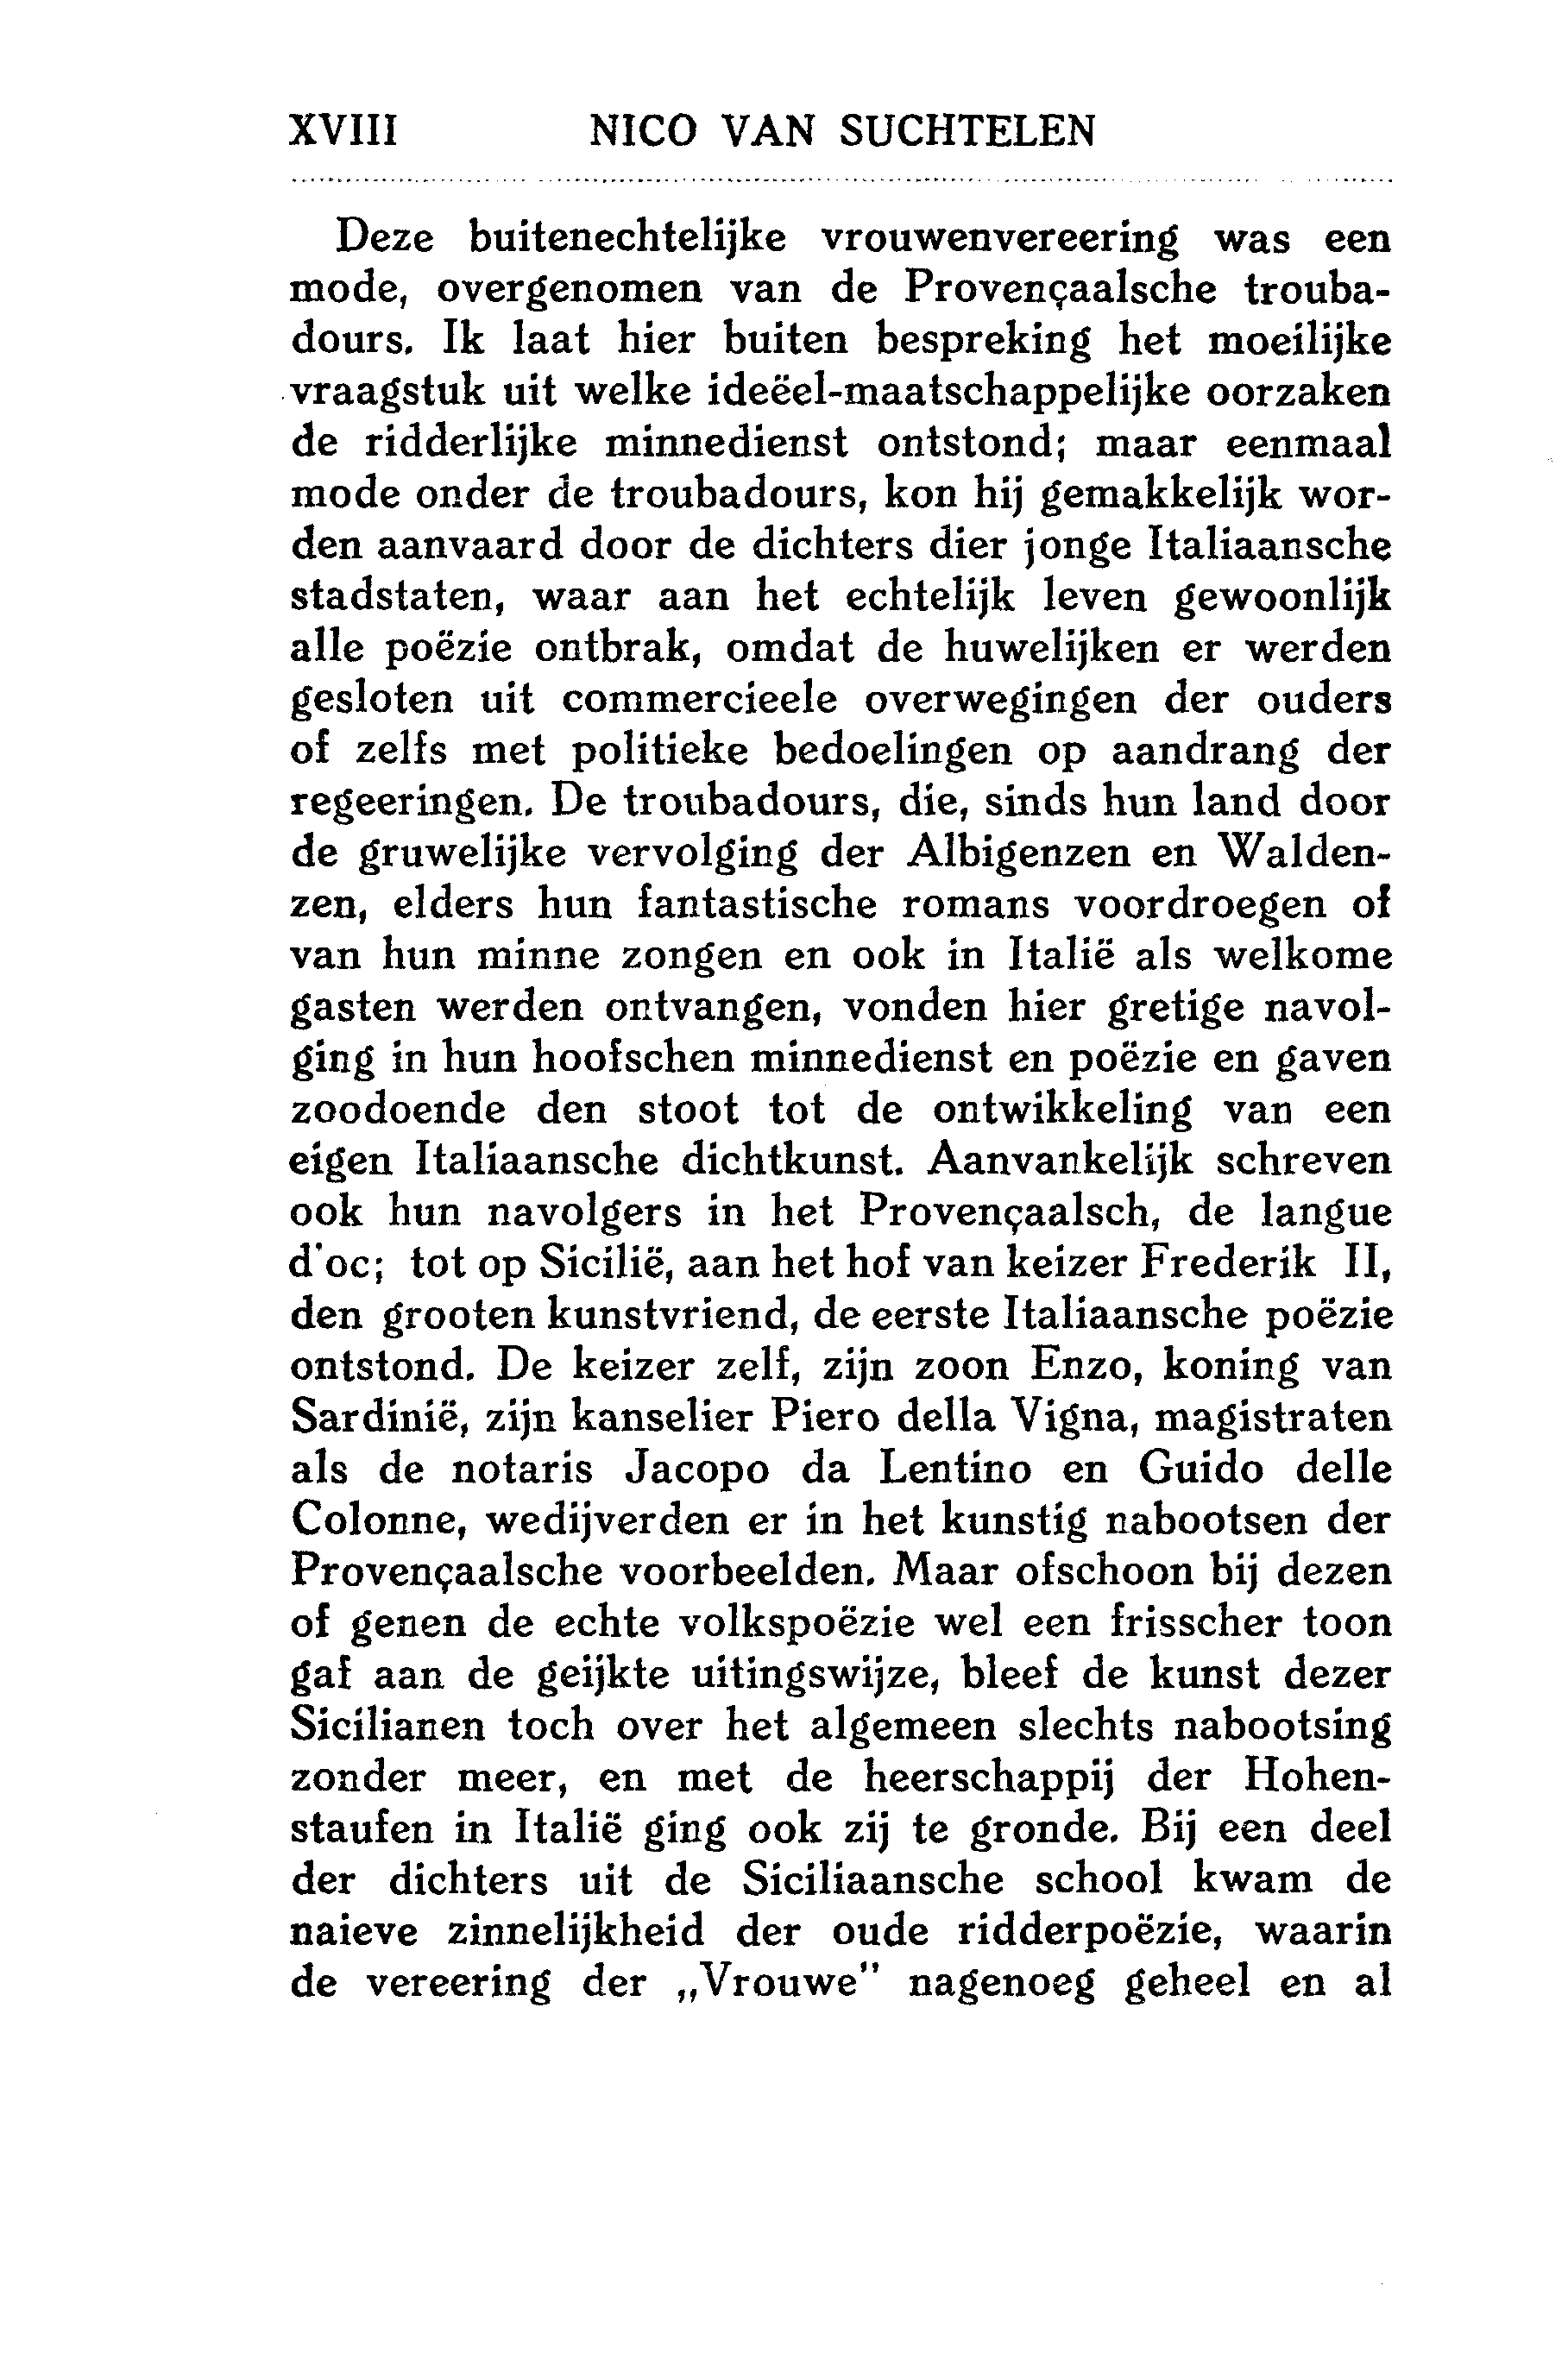 XVIII NICO VAN SUCHTELEN
Deze buitenechtelijke vrouwenvereering was een
mode, overgenomen van de Provençaalsche trouba-
dours. Ik laat hier buiten bespreking het moeilijke
vraagstuk uit welke ideëel-maatschappelijke oorzaken
de ridderlijke minnedienst ontstond; maar eenmaal
mode onder de troubadours, kon hij gemakkelijk wor-
den aanvaard door de dichters dier jonge Italiaansche
stadstaten, waar aan het echtelijk leven gewoonlijk
alle poëzie ontbrak, omdat de huwelijken er werden
gesloten uit commercieele overwegingen der ouders
of zelfs met politieke bedoelingen op aandrang der
regeeringen. De troubadours, die, sinds hun land door
de gruwelijke vervolging der Albigenzen en Walden-
zen, elders hun fantastische romans voordroegen of
van hun minne zongen en ook in Italië als welkome
gasten werden ontvangen, vonden hier gretige navol-
ging in hun hoofschen minnedienst en poëzie en gaven
zoodoende den stoot tot de ontwikkeling van een
eigen Italiaansche dichtkunst. Aanvankelijk schreven
ook hun navolgers in het Provençaalsch, de langue
d'oc; tot op Sicilië, aan het hof van keizer Frederik II,
den grooten kunstvriend, de eerste Italiaansche poëzie
ontstond. De keizer zelf, zijn zoon Enzo, koning van
Sardinië, zijn kanselier Piero della Vigna, magistraten
als de notaris Jacopo da Lentino en Guido delle
Colonne, wedijverden er in het kunstig nabootsen der
Provençaalsche voorbeelden. Maar ofschoon bij dezen
of genen de echte volkspoëzie wel een frisscher toon
gaf aan de geijkte uitingswijze, bleef de kunst dezer
Sicilianen toch over het algemeen slechts nabootsing
zonder meer, en met de heerschappij der Hohen-
staufen in Italië ging ook zij te gronde. Bij een deel
der dichters uit de Siciliaansche school kwam de
naieve zinnelijkheid der oude ridderpoëzie, waarin
de vereering der „Vrouwe" nagenoeg geheel en al